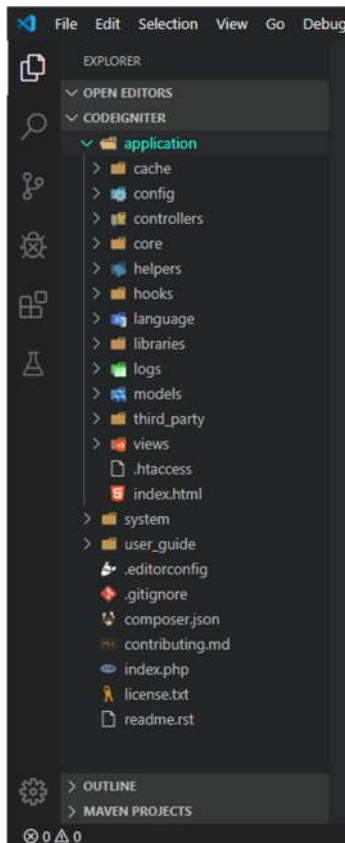 File Edit Selection View Go Debug
EXPLORER
OPEN EDITORS
CODEIGNITER
application
cache
config
controllers
core
helpers
hooks
language
libraries
logs
models
third_party
views
.htaccess
index.html
system
user_guide
.editorconfig
.gitignore
composer.json
contributing.md
index.php
license.txt
readme.rst
OUTLINE
MAVEN PROJECTS
0 0